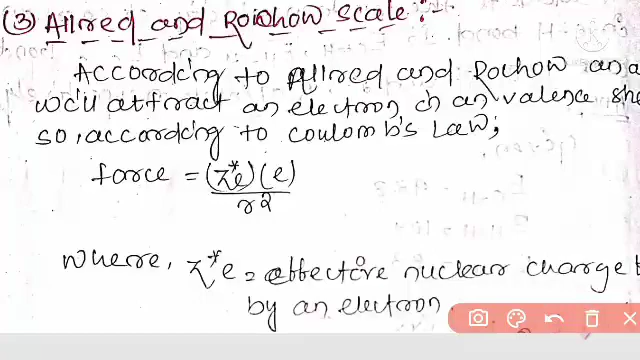 (3) Allred and Rowhow scale:-
According to Allred and Rochow an a
will attract an electron in an valence she
so, according to coulomb's Law;
force = (Z*e)(e)
r2
where, Z*e = effective nuclear charge
by an electron